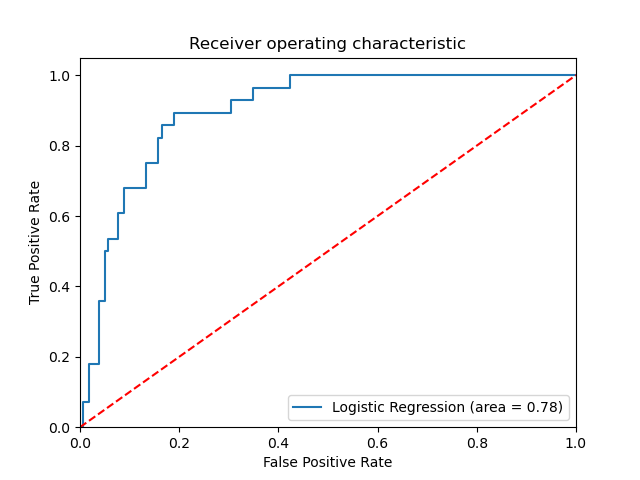 Receiver operating characteristic
True Positive Rate
1.0
0.8
0.6
0.4
0.2
0.0
Logistic Regression (area = 0.78)
0.0 0.2 0.4 0.6 0.8 1.0
False Positive Rate